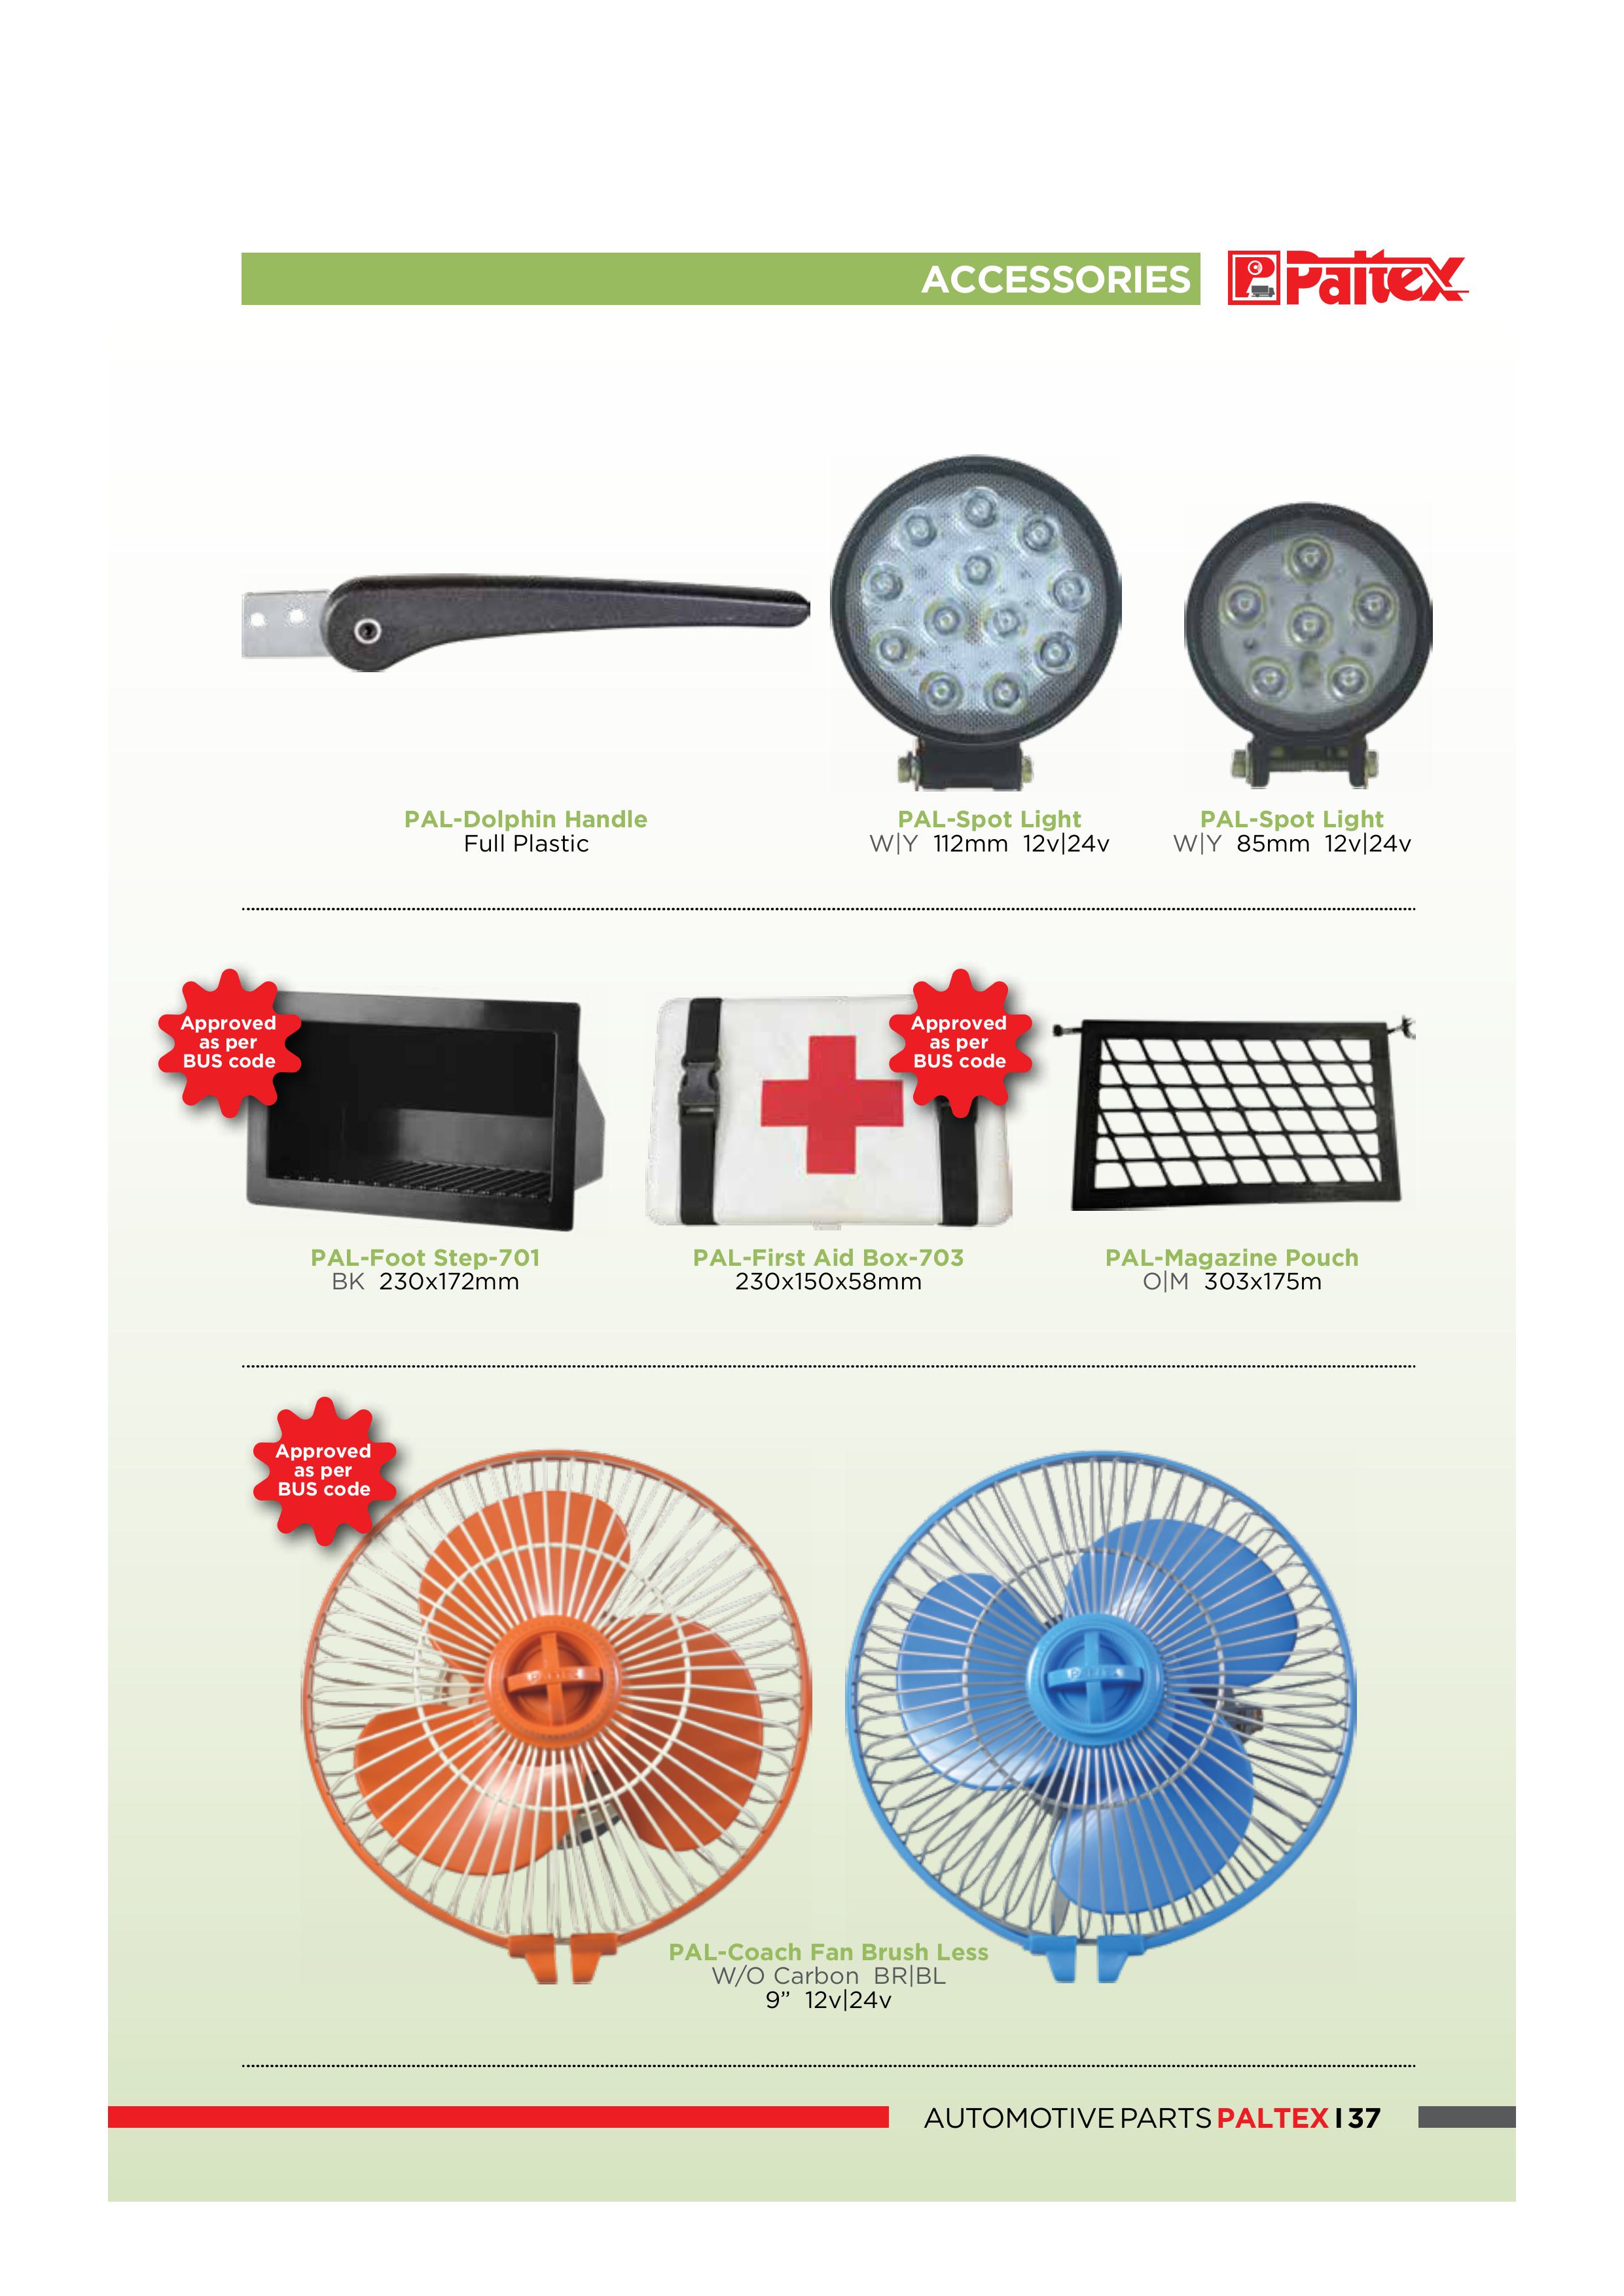 ACCESSORIES
P Paltex
PAL-Dolphin Handle
Full Plastic
PAL-Spot Light
W|Y 112mm 12v|24v
PAL-Spot Light
W|Y 85mm 12v|24v
Approved
as per
BUS code
Approved
as per
BUS code
PAL-Foot Step-701
BK 230x172mm
PAL-First Aid Box-703
230x150x58mm
PAL-Magazine Pouch
O|M 303x175m
Approved
as per
BUS code
PAL-Coach Fan Brush Less
W/O Carbon BR|BL
9” 12v|24v
AUTOMOTIVE PARTS PALTEX I 37